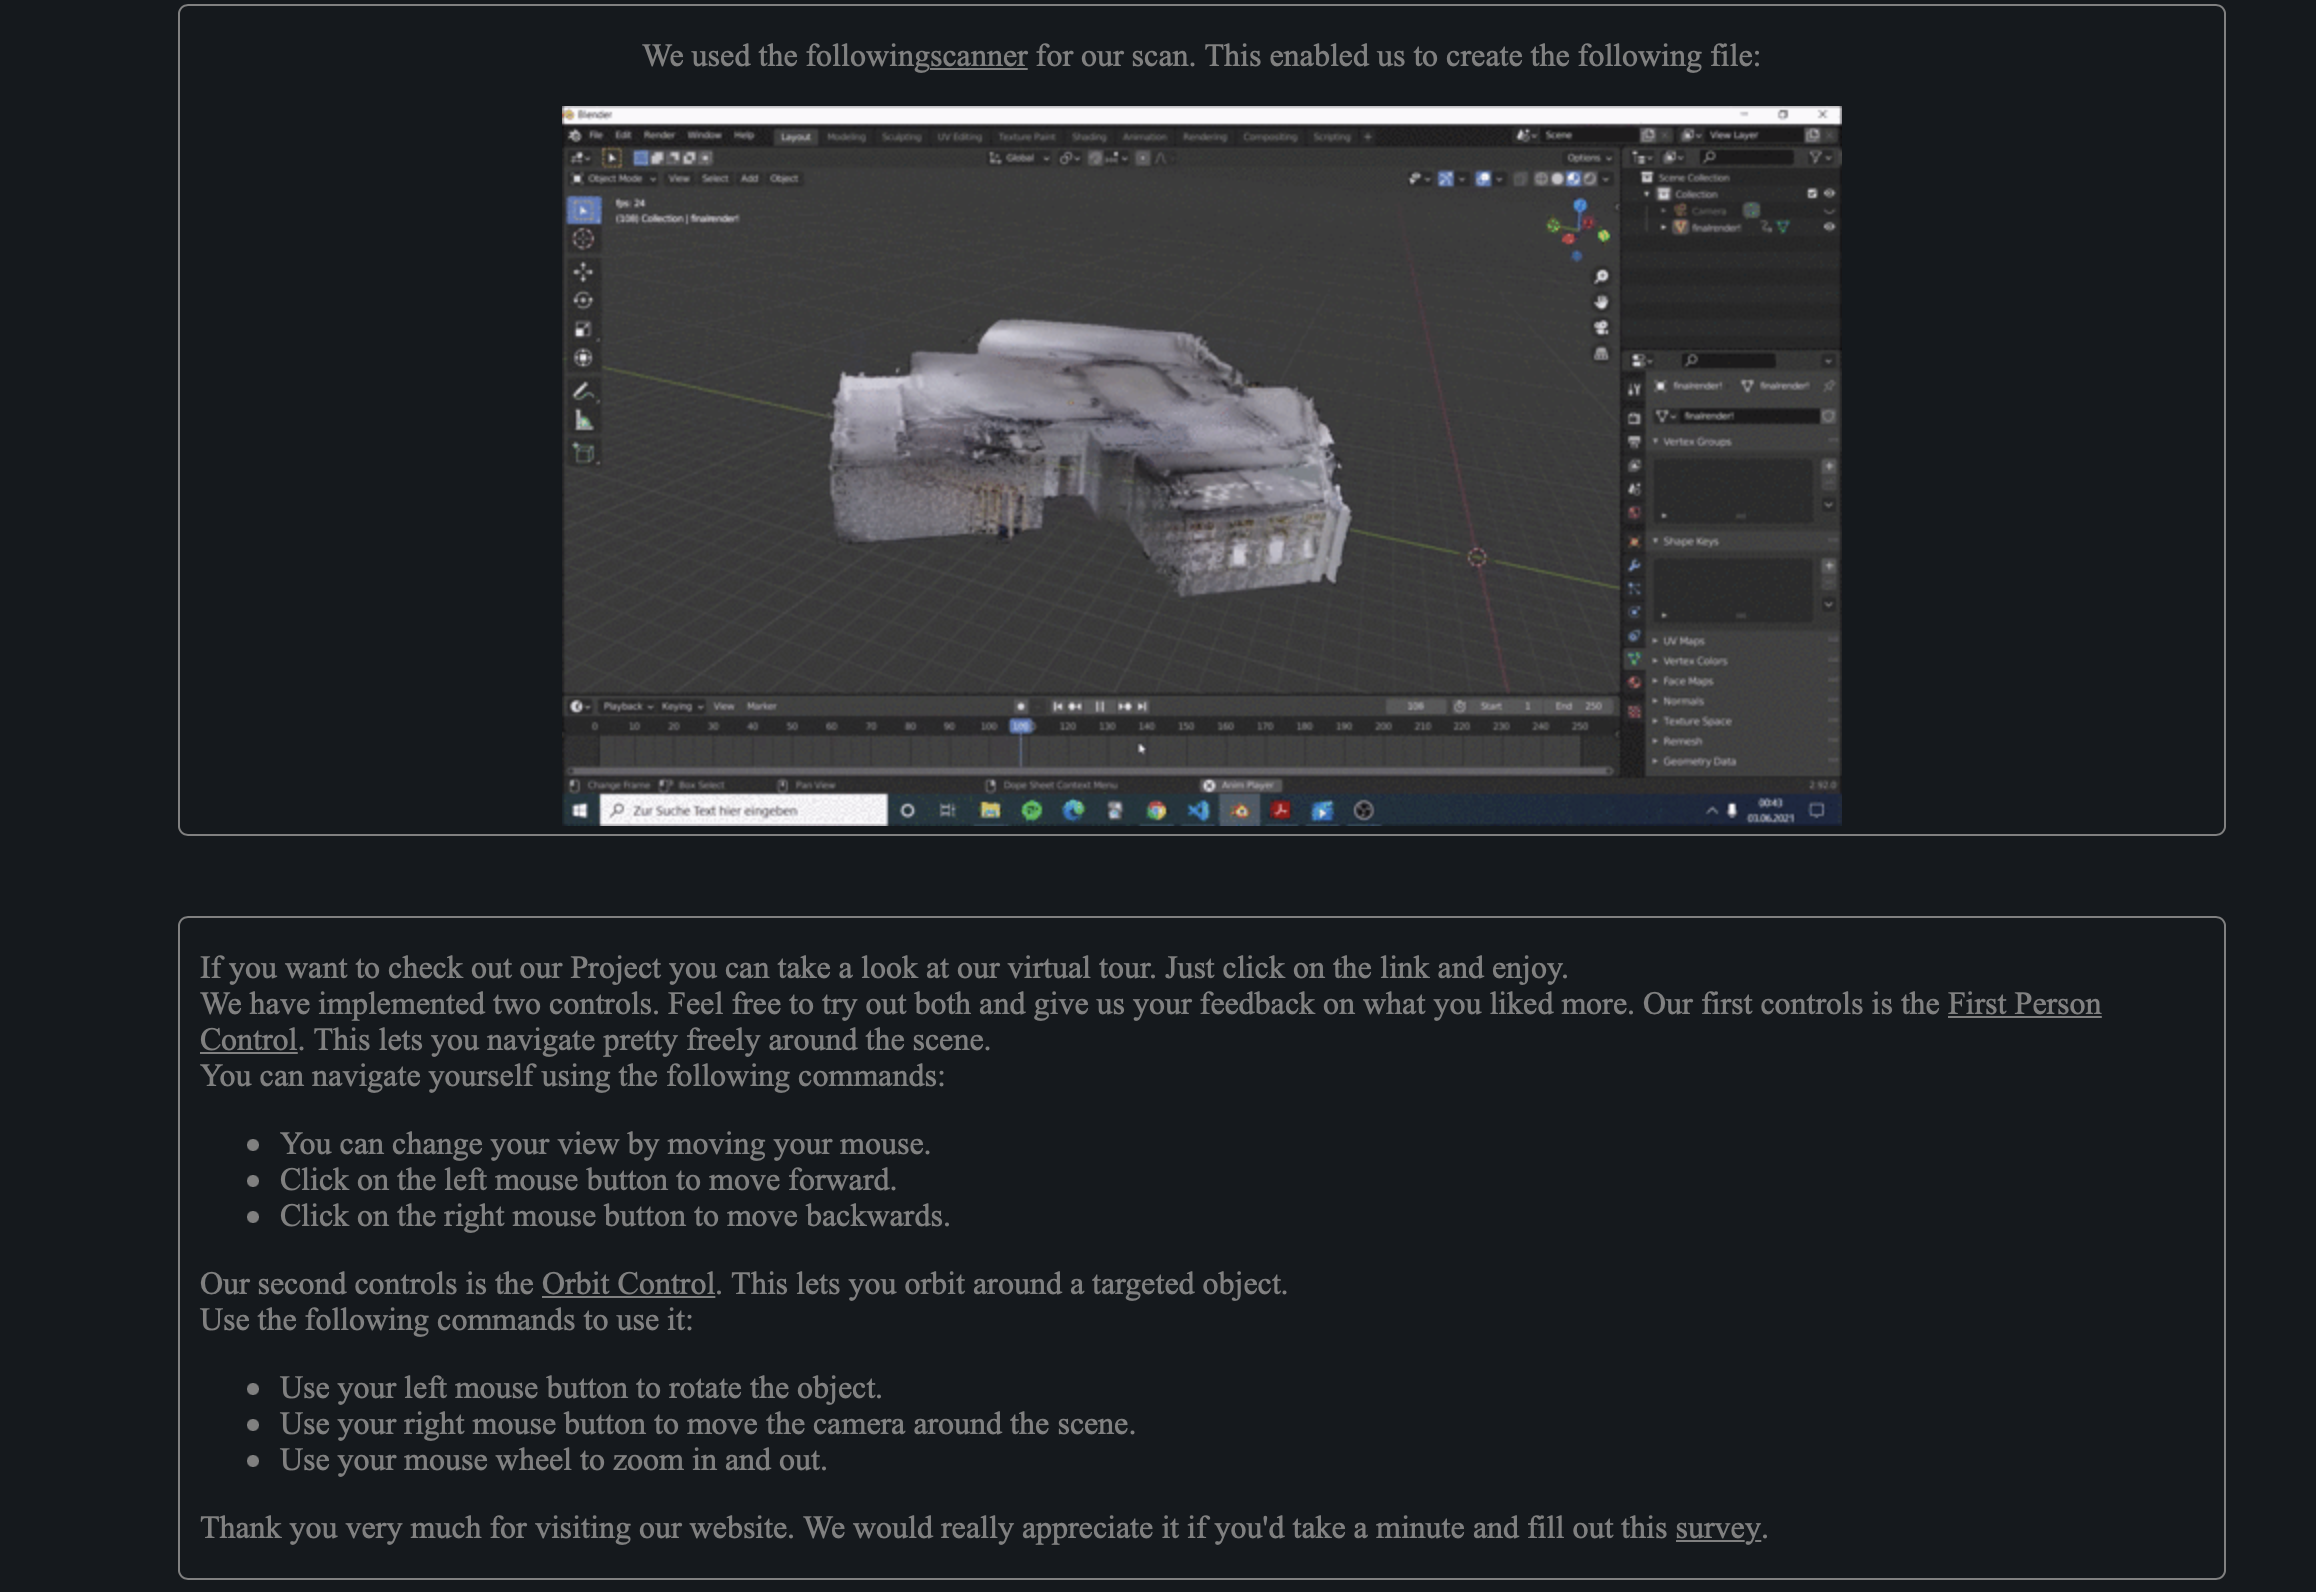 We used the followingscanner for our scan. This enabled us to create the following file:
Blender
File Edit Render Window Help Layout Modeling Sculpting UV Editing Texture Paint Shading Animation Rendering Compositing Scripting + Scene View Layer
Global Options
Object Mode View Select Add Object
Scene Collection
Collection
Camera
finalrender!
fps: 24
(108) Collection | finalrender!
finalrender! finalrender!
finalrender!
Vertex Groups
Shape Keys
UV Maps
Vertex Colors
Face Maps
Normals
Texture Space
Remesh
Geometry Data
Playback Keying View Marker 108 Start 1 End 250
0 10 20 30 40 50 60 70 80 90 100 108 120 130 140 150 160 170 180 190 200 210 220 230 240 250
Change Frame Box Select Pan View Dope Sheet Context Menu Anim Player 2.92.0
Zur Suche Text hier eingeben
00:43
03.06.2021
If you want to check out our Project you can take a look at our virtual tour. Just click on the link and enjoy.
We have implemented two controls. Feel free to try out both and give us your feedback on what you liked more. Our first controls is the First Person
Control. This lets you navigate pretty freely around the scene.
You can navigate yourself using the following commands:
• You can change your view by moving your mouse.
• Click on the left mouse button to move forward.
• Click on the right mouse button to move backwards.
Our second controls is the Orbit Control. This lets you orbit around a targeted object.
Use the following commands to use it:
• Use your left mouse button to rotate the object.
• Use your right mouse button to move the camera around the scene.
• Use your mouse wheel to zoom in and out.
Thank you very much for visiting our website. We would really appreciate it if you'd take a minute and fill out this survey.